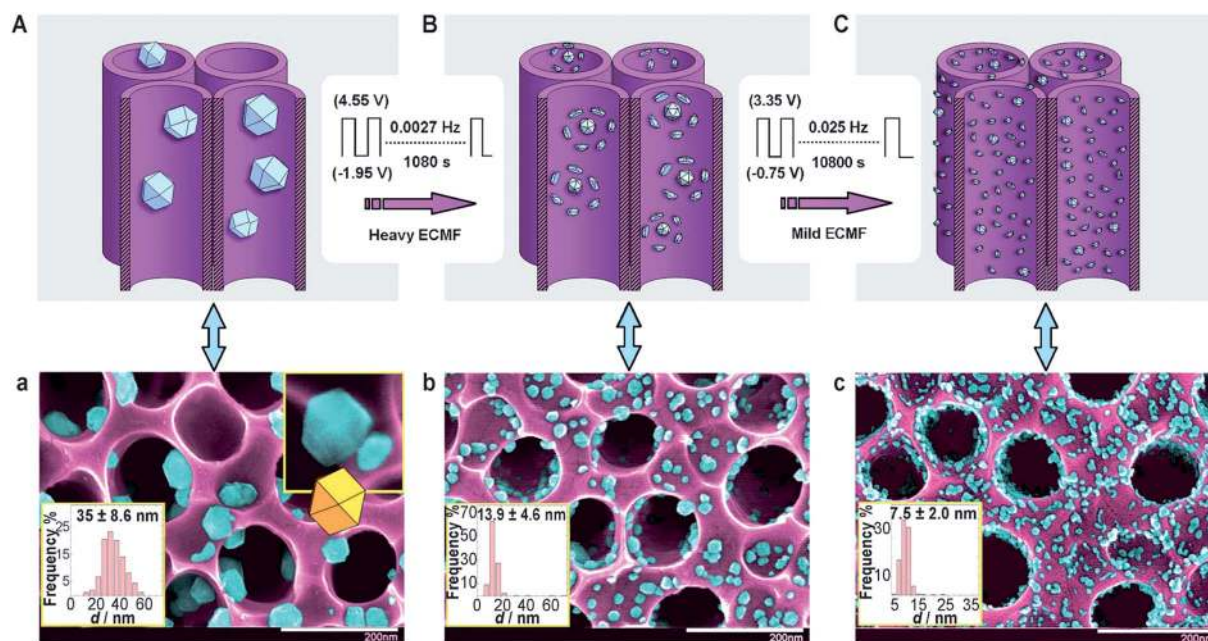 A
B
C
(4.55 V)
0.0027 Hz
1080 s
(-1.95 V)
Heavy ECMF
(3.35 V)
0.025 Hz
10800 s
(-0.75 V)
Mild ECMF
a
35 ± 8.6 nm
Frequency %
25
15
5
0 20 40 60
d / nm
200nm
b
13.9 ± 4.6 nm
Frequency %
70
50
30
10
0 20 40 60
d / nm
200nm
c
7.5 ± 2.0 nm
Frequency %
30
10
5 15 25 35
d / nm
200nm